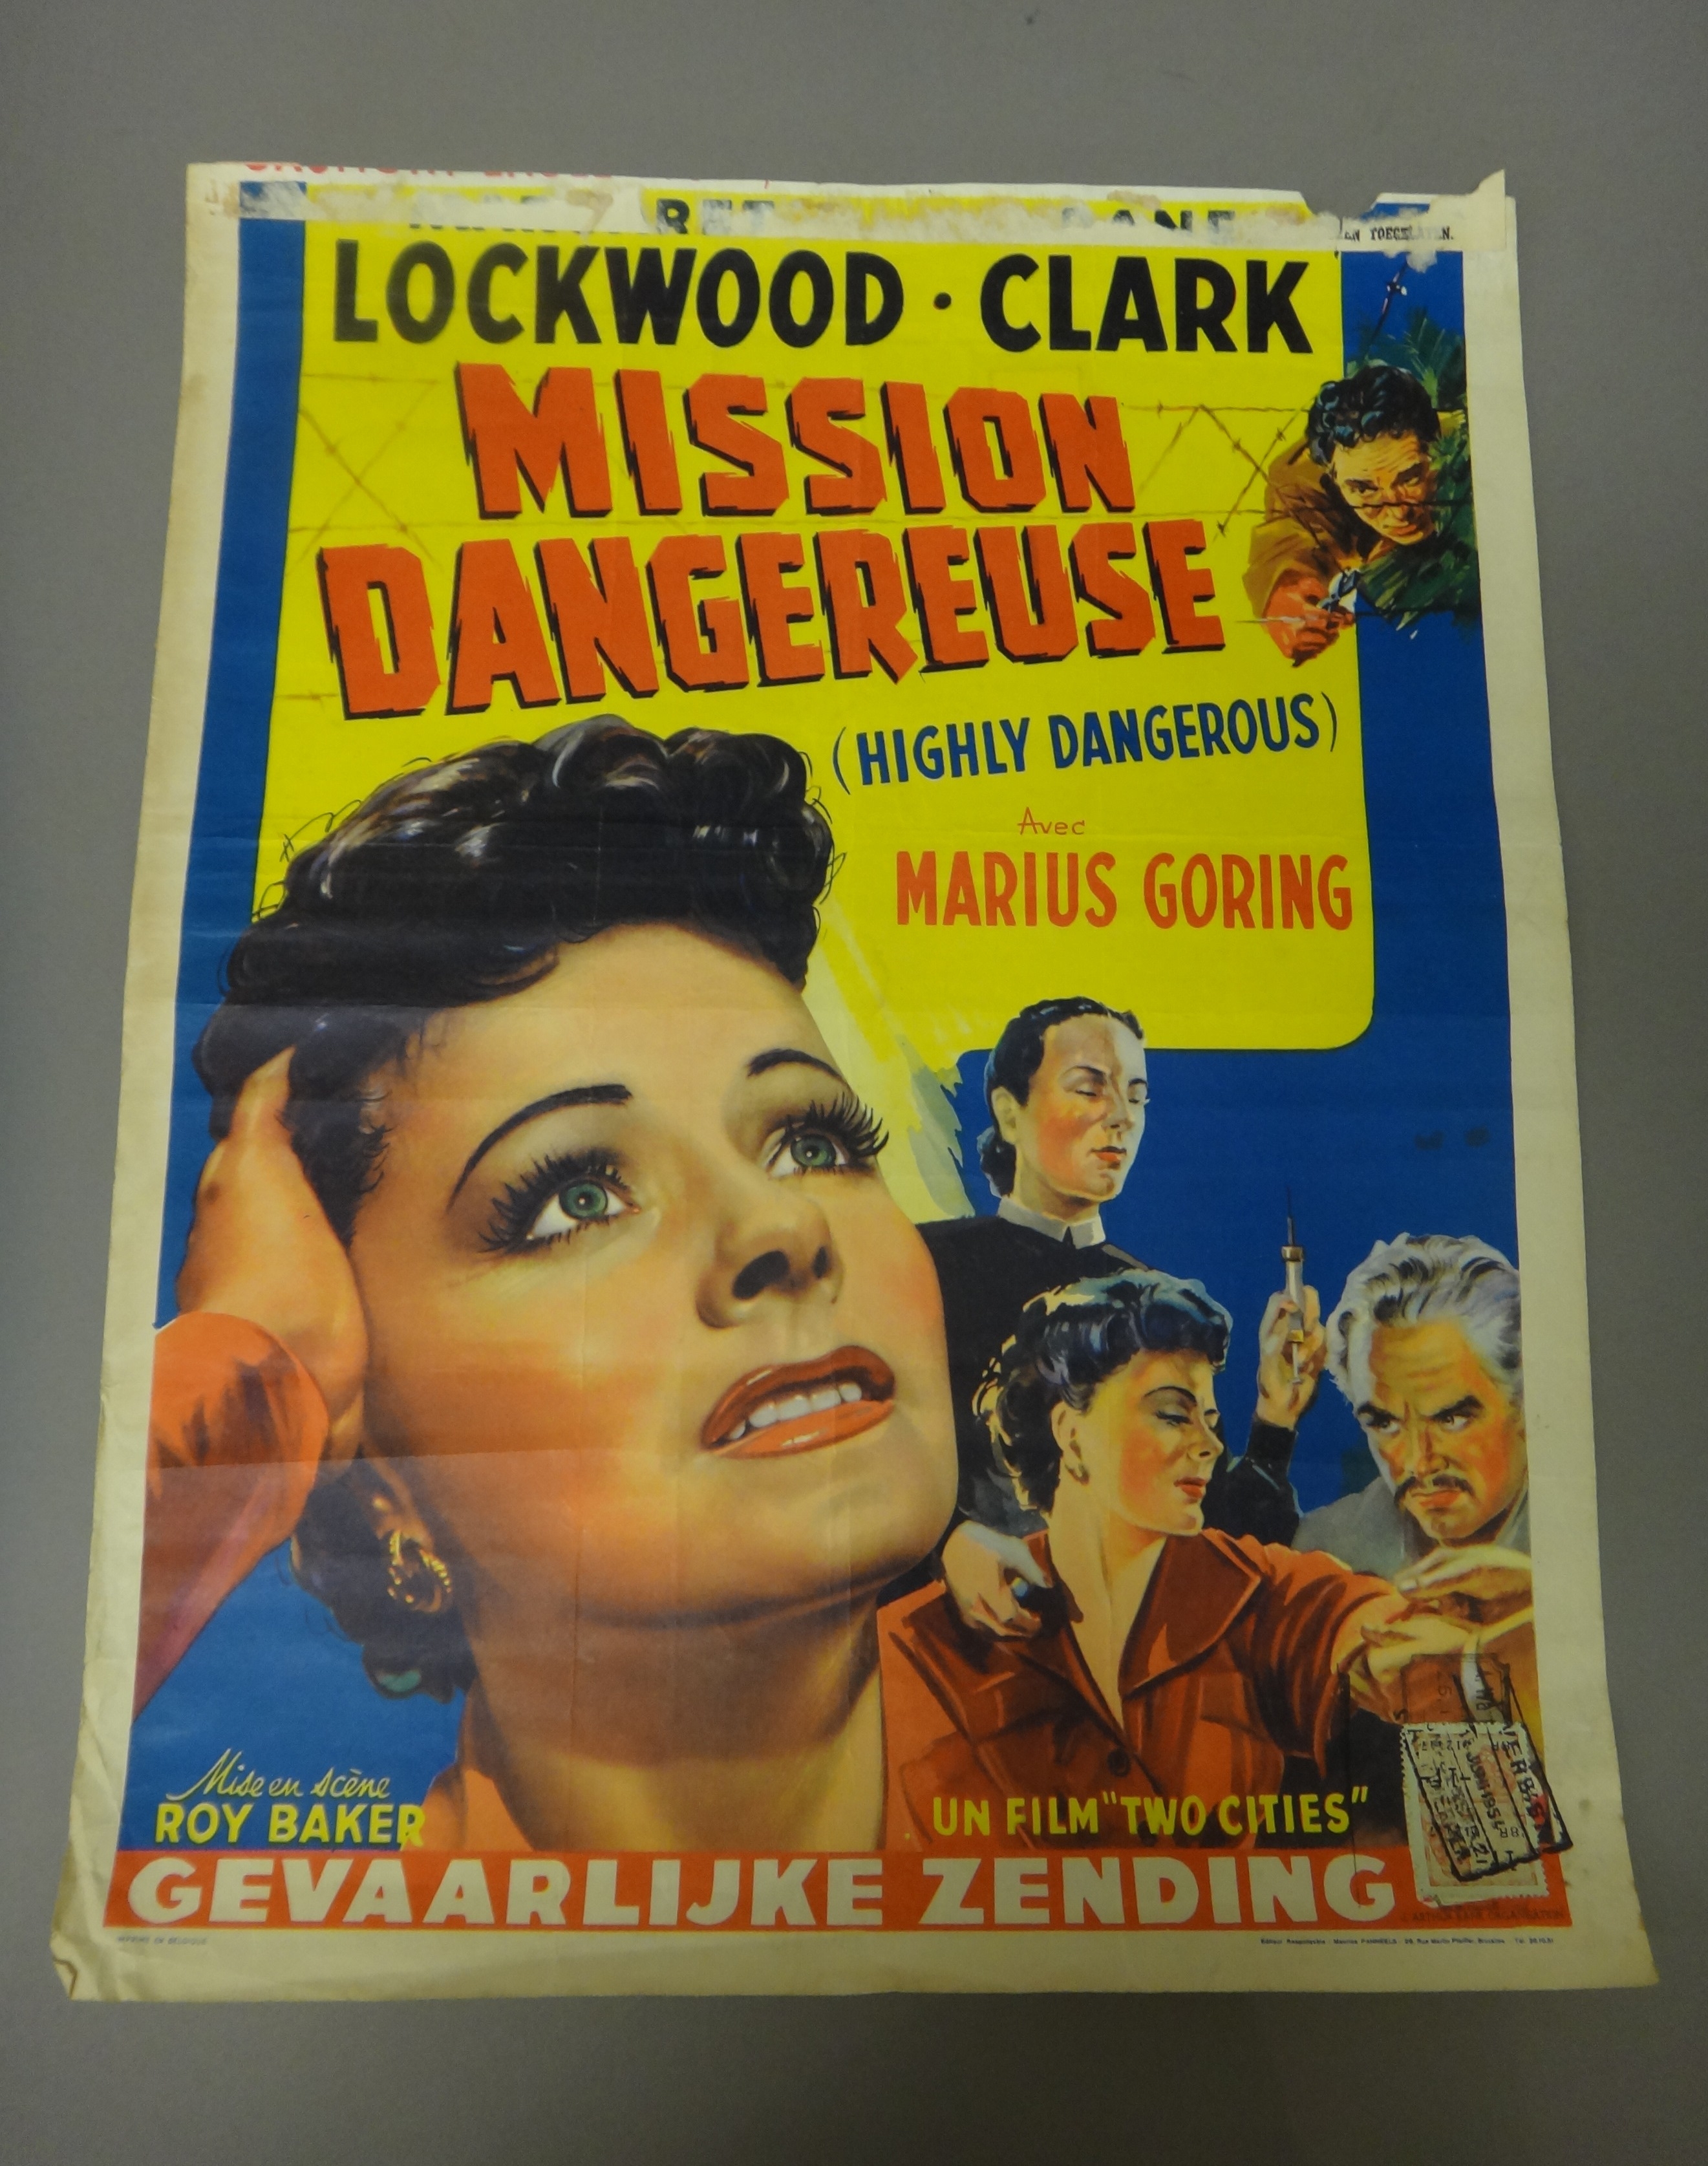 LOCKWOOD · CLARK
MISSION
DANGEREUSE
(HIGHLY DANGEROUS)
Avec
MARIUS GORING
Mise en scène
ROY BAKER
UN FILM "TWO CITIES"
GEVAARLIJKE ZENDING